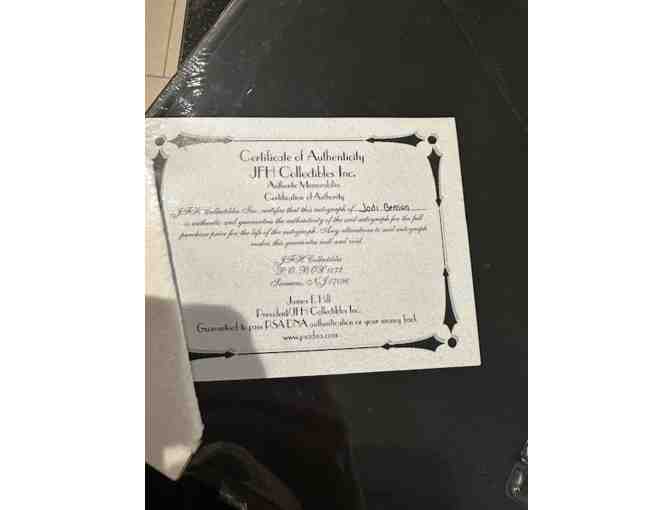 Certificate of Authenticity
JFH Collectibles Inc.
Authentic Memorabilia
Certification of Authority
JFH Collectibles Inc. certifies that this autograph of Jodi Benson
is authentic and guarantees the authenticity of the said autograph for the full
purchase price for the life of the autograph. Any alterations to said autograph
makes this guarantee null and void.
JFH Collectibles
P.O. BOX
NJ
James F. Hill
President/JFH Collectibles Inc.
Guaranteed to pass PSA DNA authentication or your money back
www.psadna.com